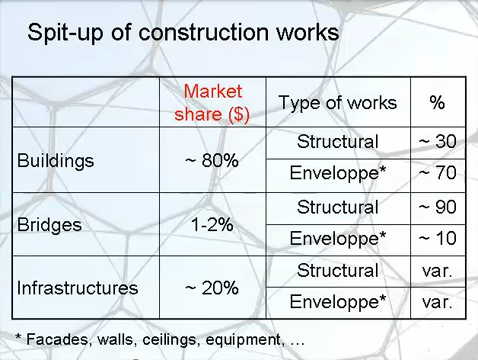 Spit-up of construction works
Market share ($) Type of works %
Buildings ~ 80% Structural ~ 30
Enveloppe* ~ 70
Bridges 1-2% Structural ~ 90
Enveloppe* ~ 10
Infrastructures ~ 20% Structural var.
Enveloppe* var.
* Facades, walls, ceilings, equipment, …